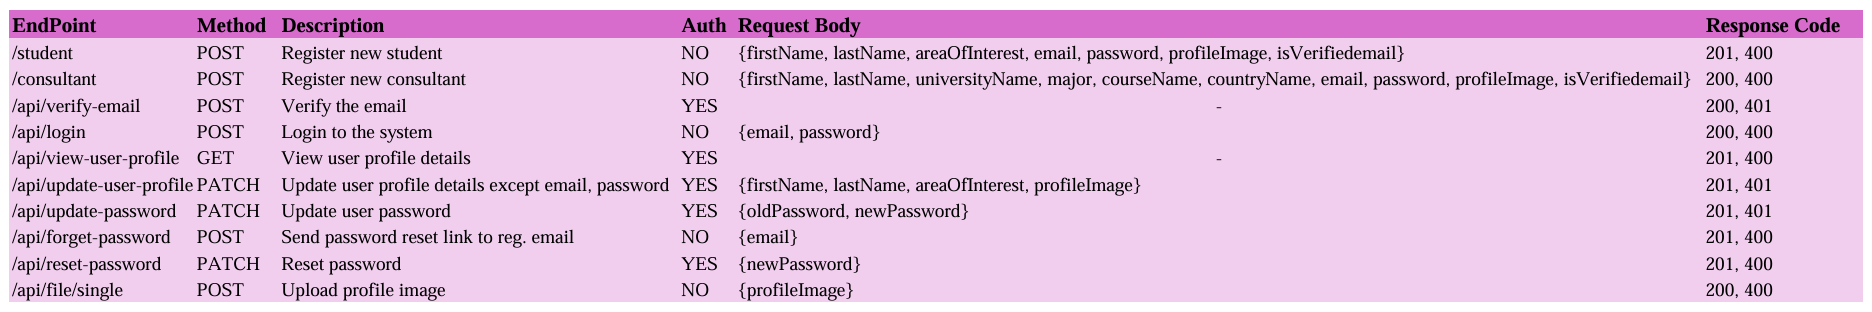 EndPoint Method Description Auth Request Body Response Code
/student POST Register new student NO {firstName, lastName, areaOfInterest, email, password, profileImage, isVerifiedemail} 201, 400
/consultant POST Register new consultant NO {firstName, lastName, universityName, major, courseName, countryName, email, password, profileImage, isVerifiedemail} 200, 400
/api/verify-email POST Verify the email YES - 200, 401
/api/login POST Login to the system NO {email, password} 200, 400
/api/view-user-profile GET View user profile details YES - 201, 400
/api/update-user-profile PATCH Update user profile details except email, password YES {firstName, lastName, areaOfInterest, profileImage} 201, 401
/api/update-password PATCH Update user password YES {oldPassword, newPassword} 201, 401
/api/forget-password POST Send password reset link to reg. email NO {email} 201, 400
/api/reset-password PATCH Reset password YES {newPassword} 201, 400
/api/file/single POST Upload profile image NO {profileImage} 200, 400